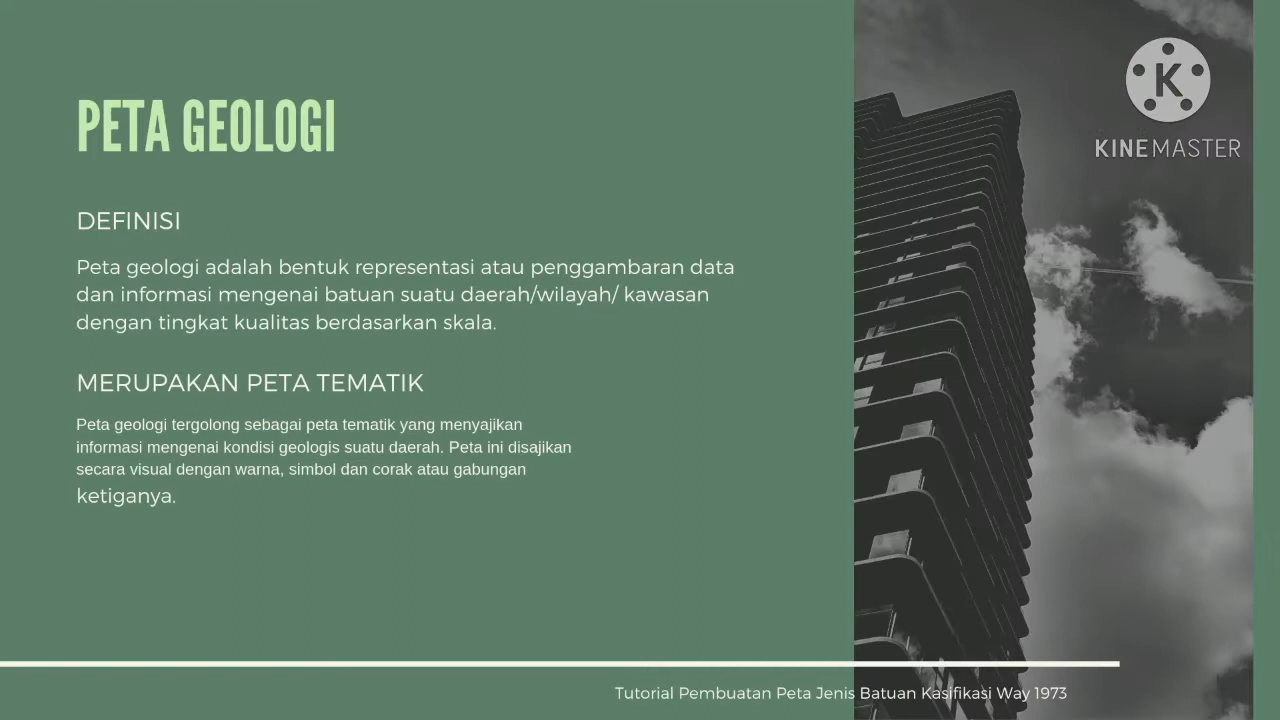 PETA GEOLOGI
DEFINISI
Peta geologi adalah bentuk representasi atau penggambaran data
dan informasi mengenai batuan suatu daerah/wilayah/ kawasan
dengan tingkat kualitas berdasarkan skala.
MERUPAKAN PETA TEMATIK
Peta geologi tergolong sebagai peta tematik yang menyajikan
informasi mengenai kondisi geologis suatu daerah. Peta ini disajikan
secara visual dengan warna, simbol dan corak atau gabungan
ketiganya.
K
KINEMASTER
Tutorial Pembuatan Peta Jenis Batuan Kasifikasi Way 1973